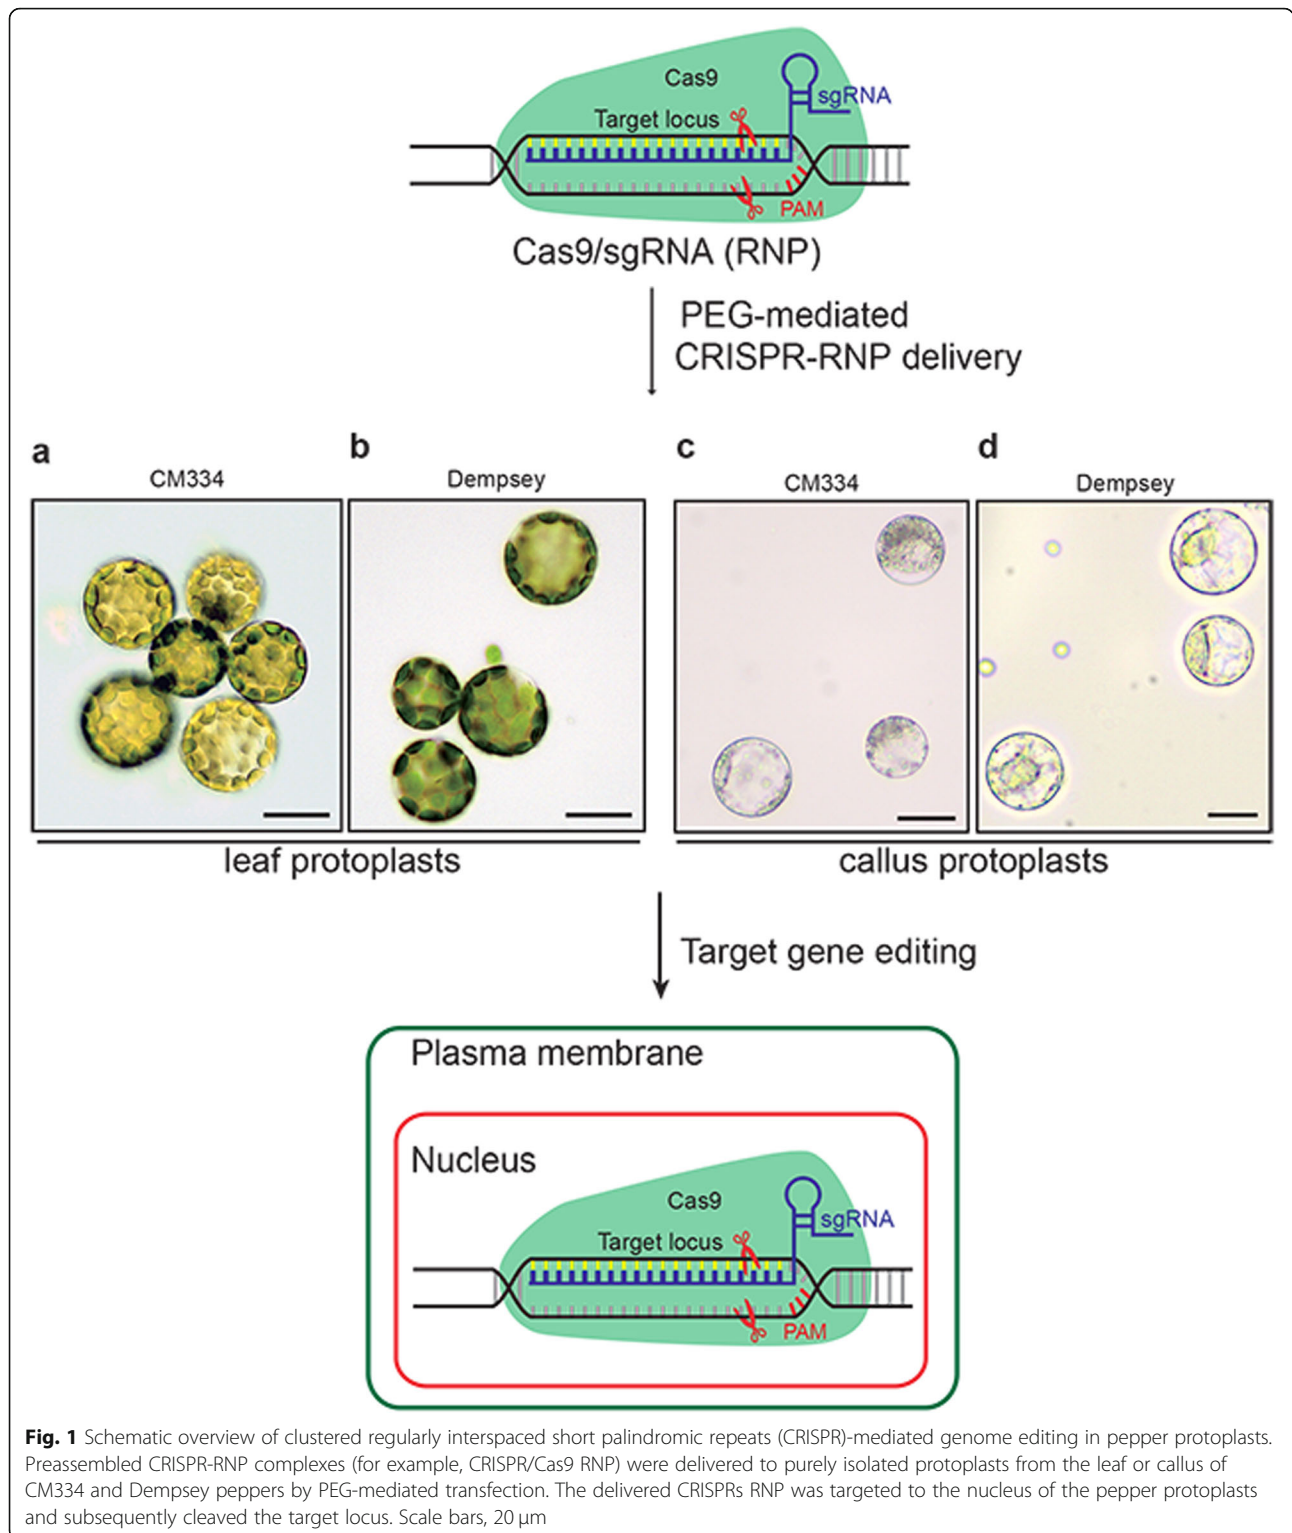 Cas9
sgRNA
Target locus
PAM
Cas9/sgRNA (RNP)
PEG-mediated
CRISPR-RNP delivery
a
CM334
b
Dempsey
c
CM334
d
Dempsey
leaf protoplasts
callus protoplasts
Target gene editing
Plasma membrane
Nucleus
Cas9
sgRNA
Target locus
PAM
Fig. 1 Schematic overview of clustered regularly interspaced short palindromic repeats (CRISPR)-mediated genome editing in pepper protoplasts.
Preassembled CRISPR-RNP complexes (for example, CRISPR/Cas9 RNP) were delivered to purely isolated protoplasts from the leaf or callus of
CM334 and Dempsey peppers by PEG-mediated transfection. The delivered CRISPRs RNP was targeted to the nucleus of the pepper protoplasts
and subsequently cleaved the target locus. Scale bars, 20 μm